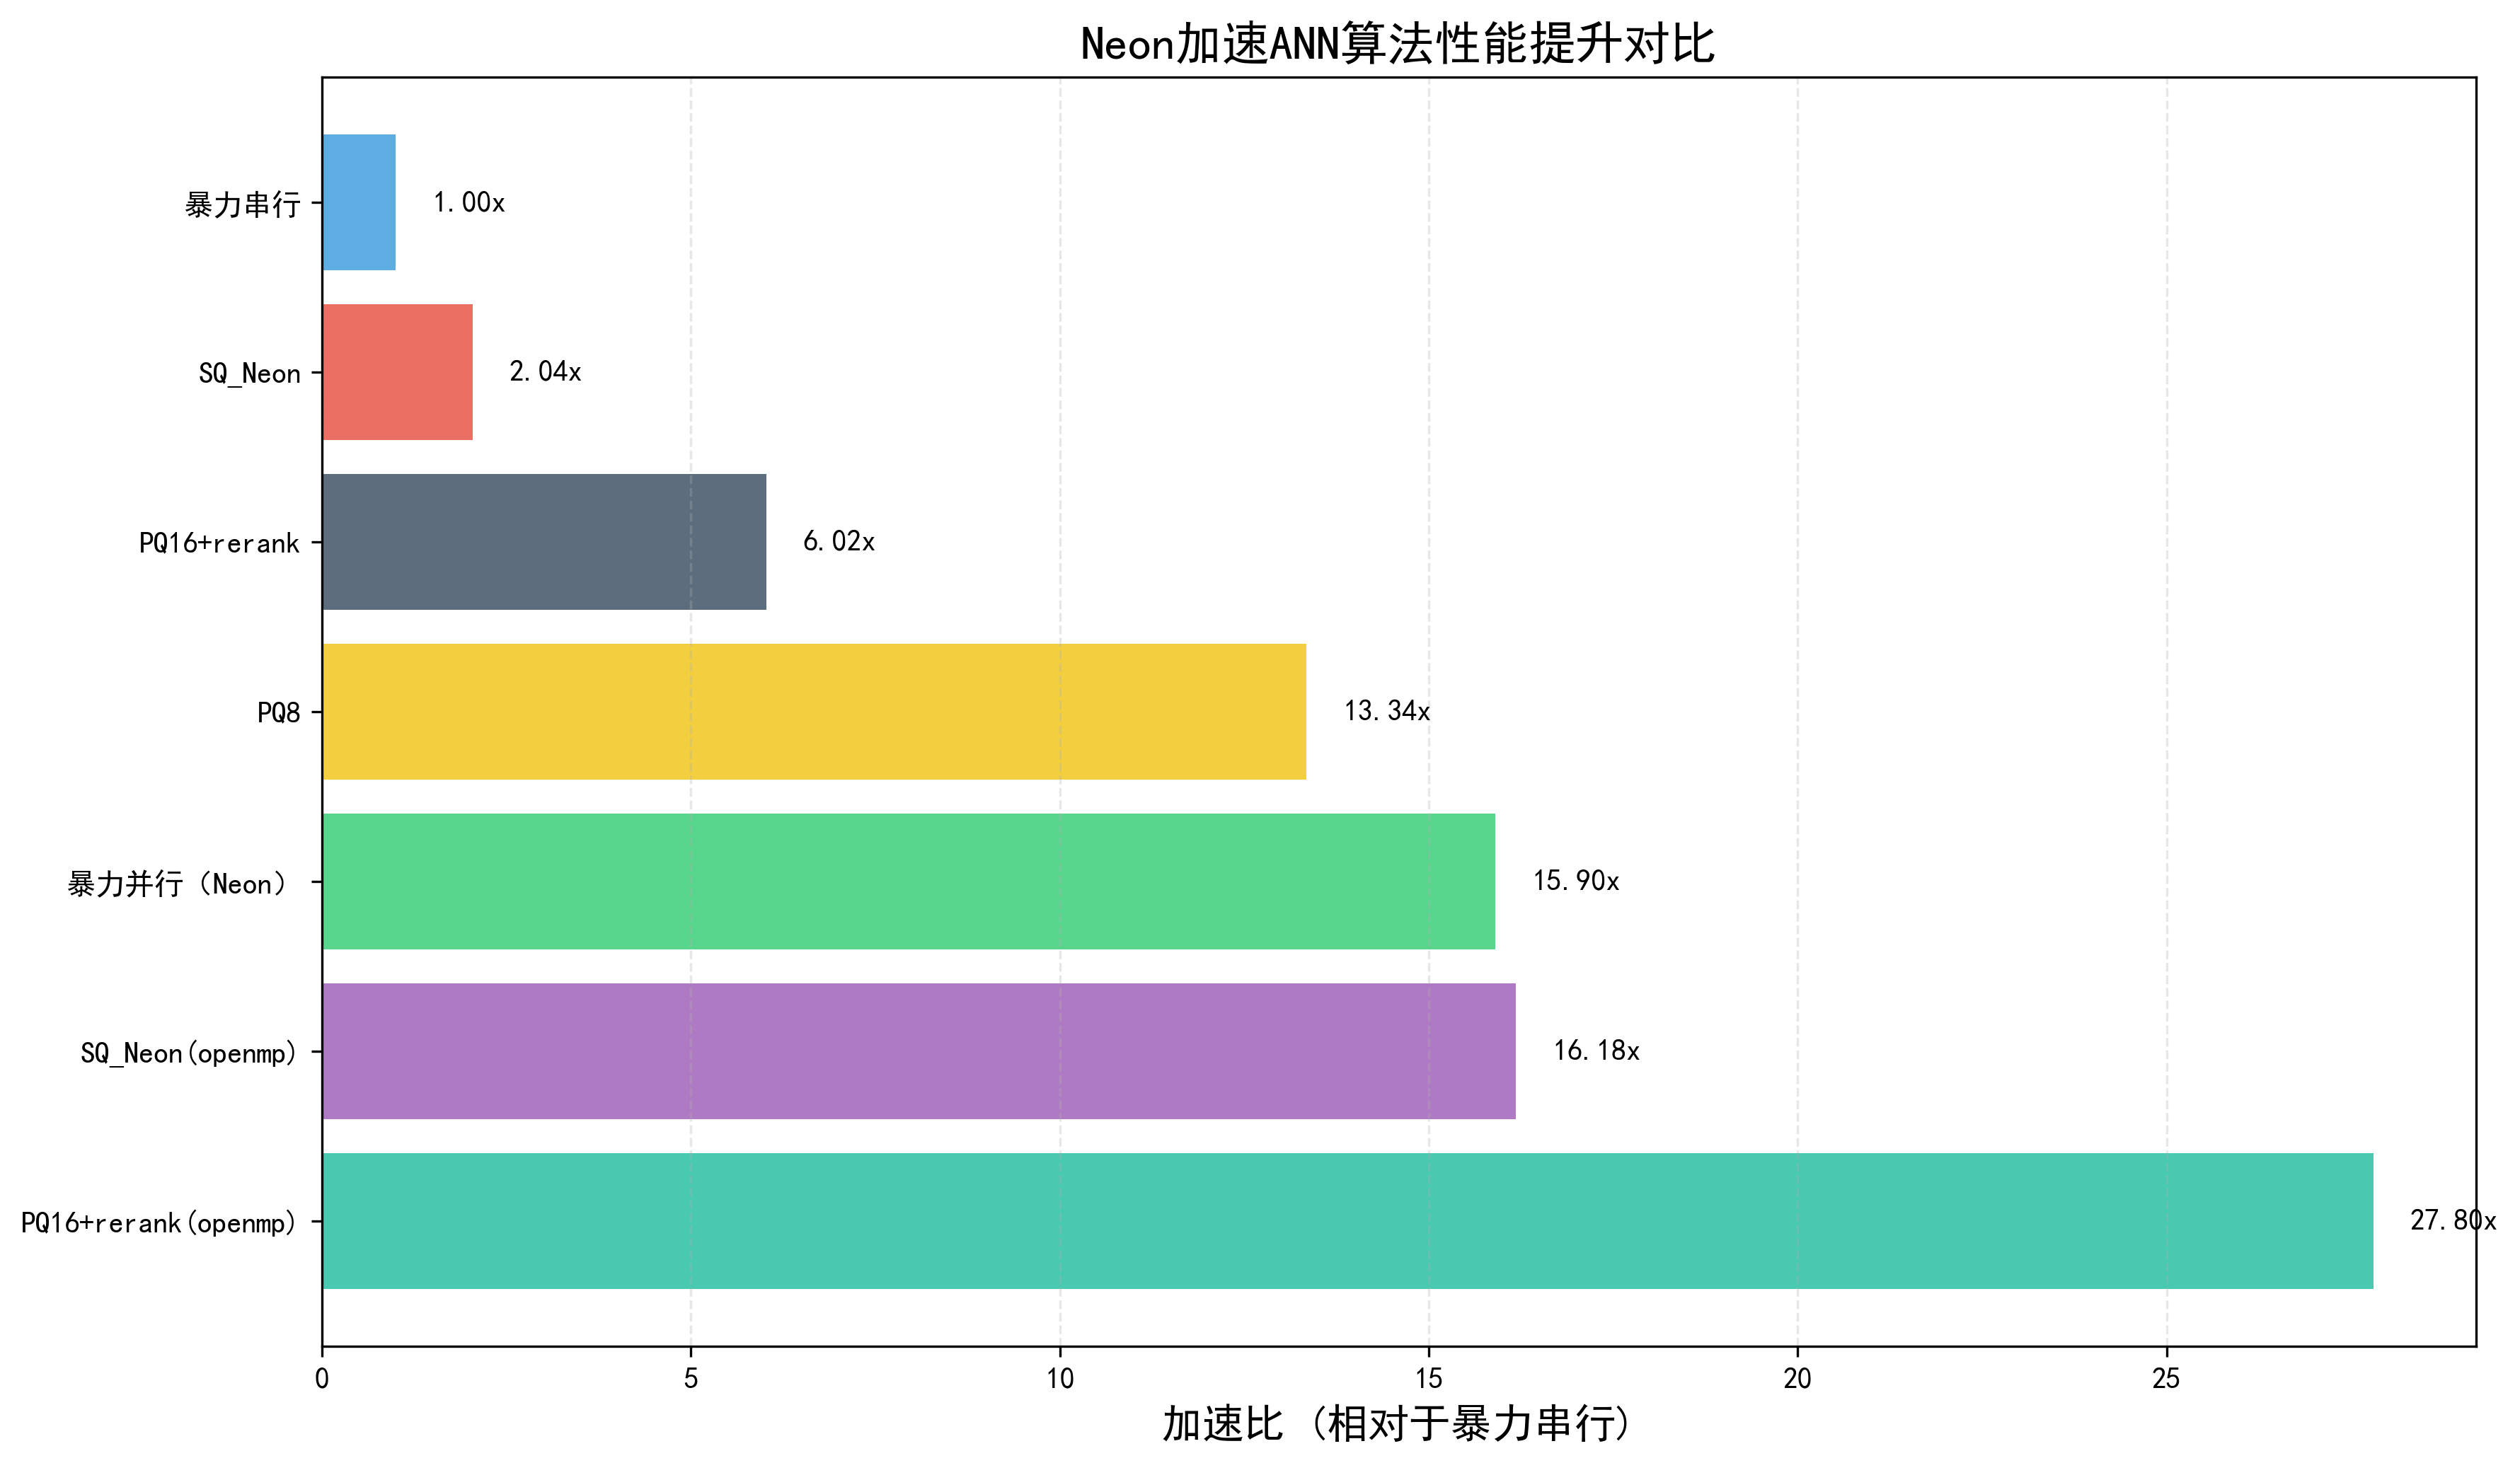 Neon加速ANN算法性能提升对比
暴力串行
1.00x
SQ_Neon
2.04x
PQ16+rerank
6.02x
PQ8
13.34x
暴力并行（Neon）
15.90x
SQ_Neon(openmp)
16.18x
PQ16+rerank(openmp)
27.80x
0 5 10 15 20 25
加速比 (相对于暴力串行)